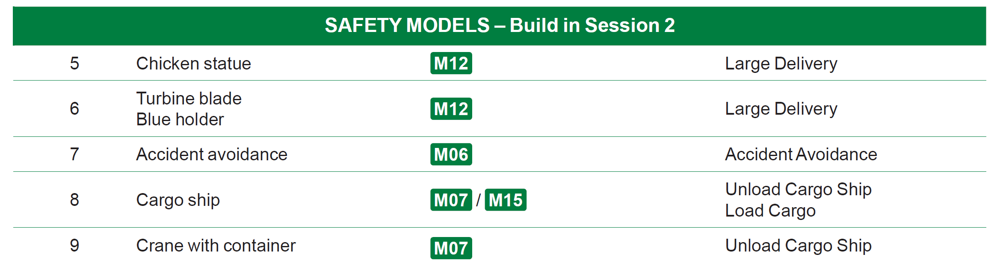 SAFETY MODELS – Build in Session 2
5 Chicken statue M12 Large Delivery
6 Turbine blade
Blue holder M12 Large Delivery
7 Accident avoidance M06 Accident Avoidance
8 Cargo ship M07 / M15 Unload Cargo Ship
Load Cargo
9 Crane with container M07 Unload Cargo Ship